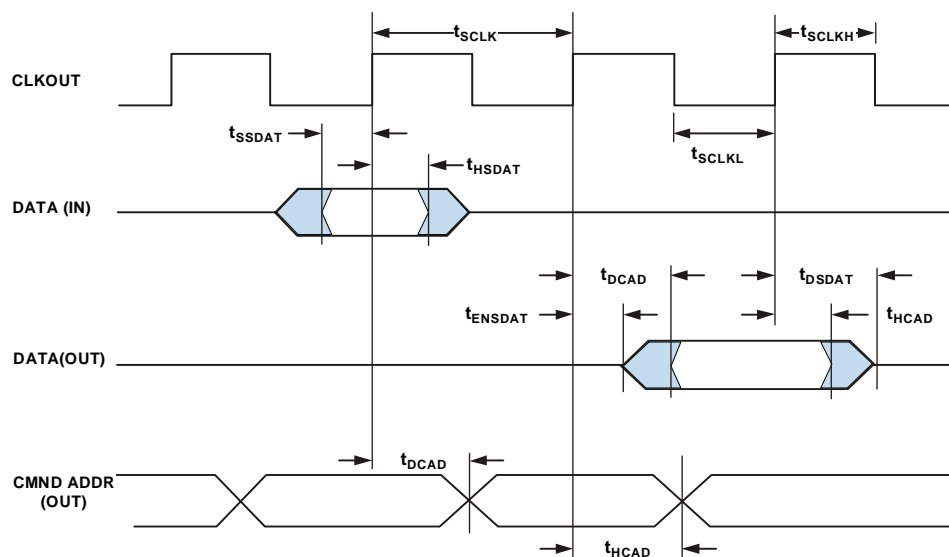 tSCLK
tSCLKH
CLKOUT
tSSDAT
tSCLKL
tHSDAT
DATA (IN)
tDCAD
tDSDAT
tENSDAT
tHCAD
DATA(OUT)
tDCAD
CMND ADDR
(OUT)
tHCAD